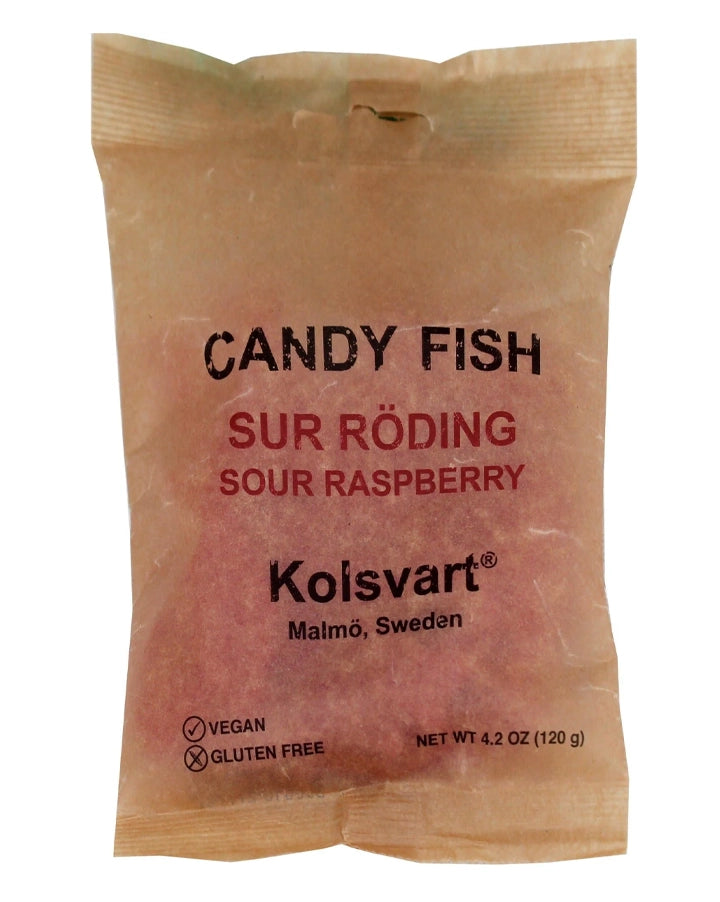 CANDY FISH
SUR RÖDING
SOUR RASPBERRY
Kolsvart®
Malmö, Sweden
VEGAN
GLUTEN FREE
NET WT 4.2 OZ (120 g)